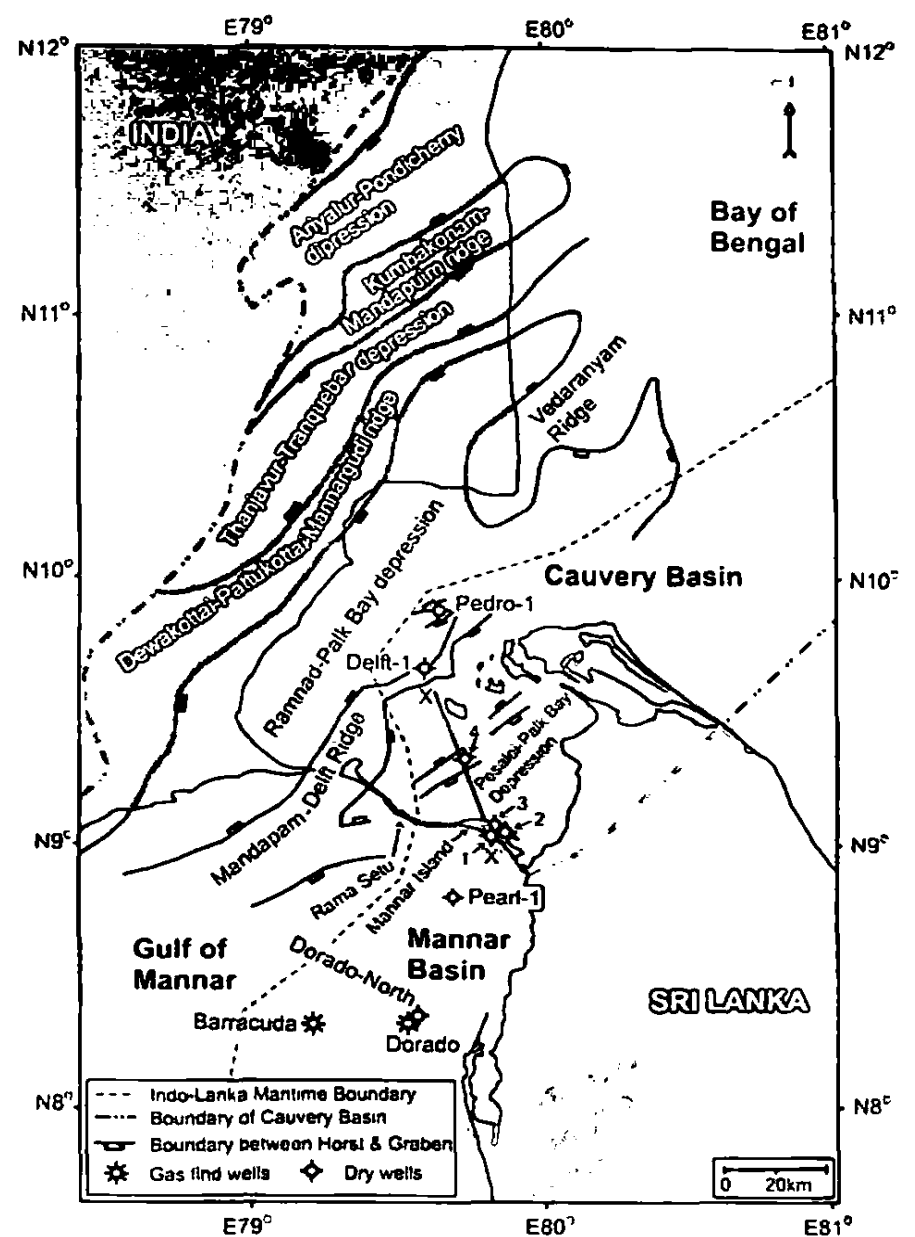 E79° E80° E81°
N12° N12°
INDIA
Ariyalur-Pondicherry
dipression
Bay of
Bengal
Kumbakonam-
Mandapulm ridge
N11° N11°
Thanjavur-Tranquebar depression
Vedaranyam
Ridge
Dewakottai-Pattukottai-Mannargudi ridge
Ramnad-Palk Bay depression
N10° N10°
Cauvery Basin
Pedro-1
Delft-1
X
4
Pesalai-Palk Bay
Depression
Mandapam-Delft Ridge
3
2
1
X
N9° N9°
Rama Setu
Mannar Island
Pearl-1
Gulf of
Mannar
Mannar
Basin
Dorado-North
SRI LANKA
Barracuda
Dorado
N8° N8°
Indo-Lanka Maritime Boundary
Boundary of Cauvery Basin
Boundary between Horst & Graben
Gas find wells Dry wells
0 20km
E79° E80° E81°